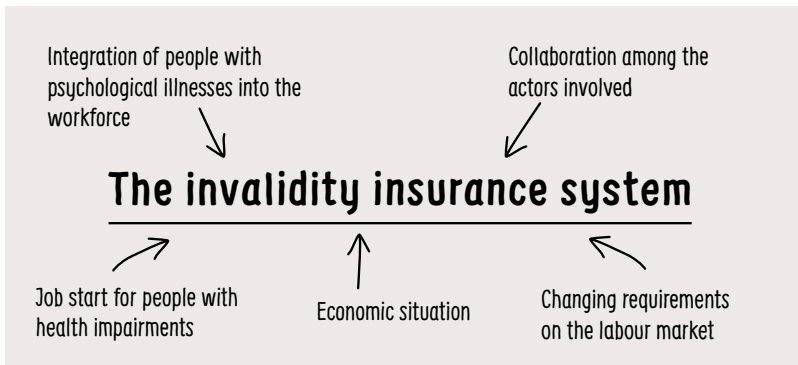 Integration of people with
psychological illnesses into the
workforce
Collaboration among the
actors involved
The invalidity insurance system
Job start for people with
health impairments
Economic situation
Changing requirements
on the labour market